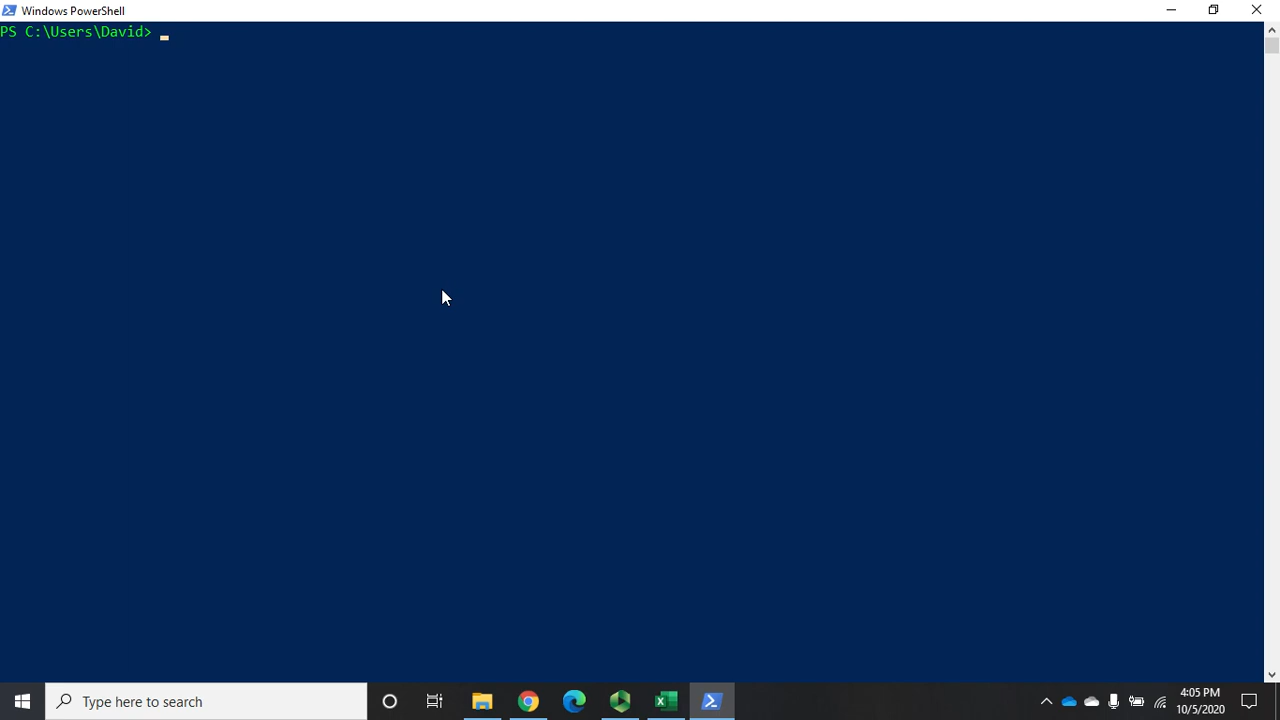 Windows PowerShell
PS C:\Users\David>
Type here to search
4:05 PM
10/5/2020